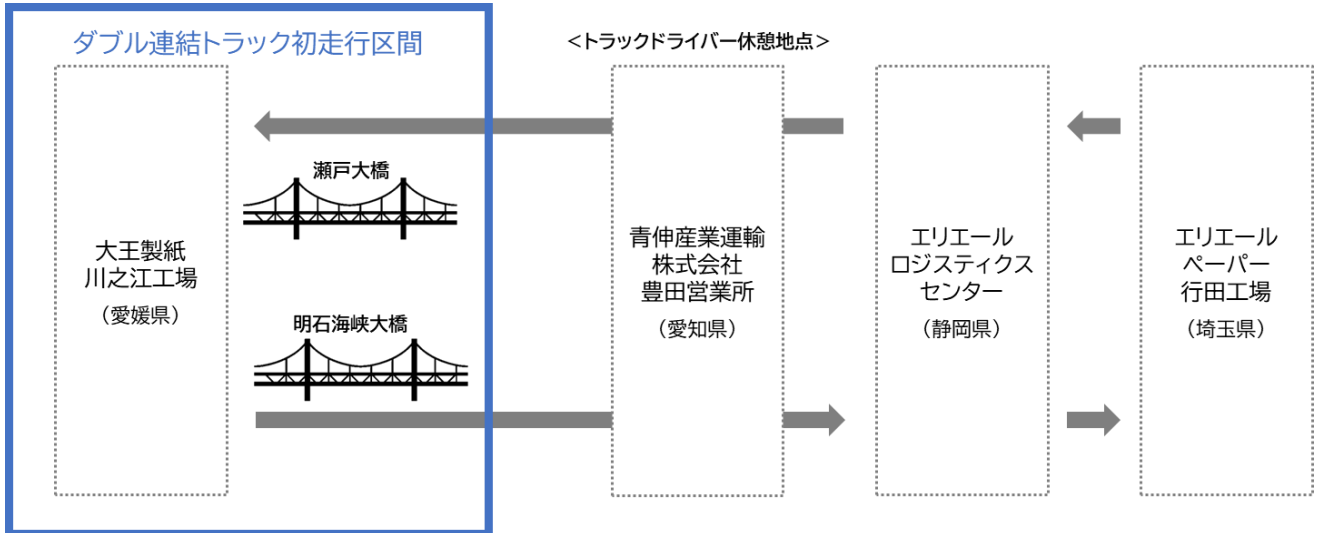 ダブル連結トラック初走行区間
<トラックドライバー休憩地点>
瀬戸大橋
大王製紙
川之江工場
（愛媛県）
明石海峡大橋
青伸産業運輸
株式会社
豊田営業所
（愛知県）
エリエール
ロジスティクス
センター
（静岡県）
エリエール
ペーパー
行田工場
（埼玉県）